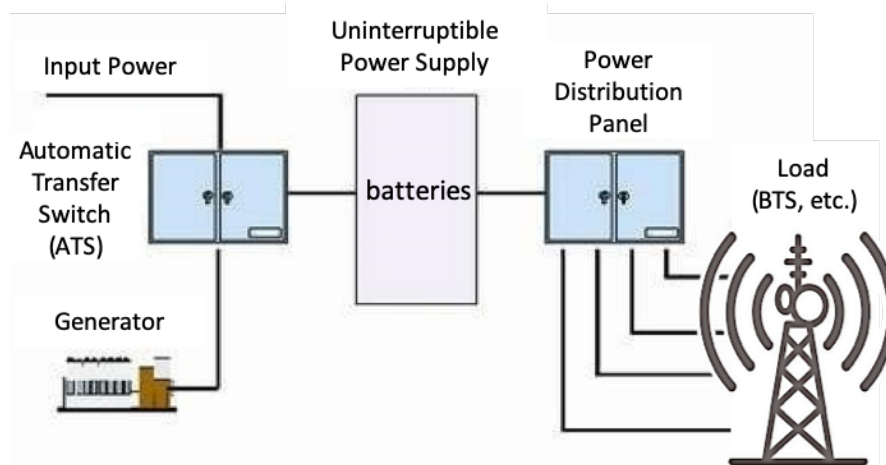 Input Power
Automatic
Transfer
Switch
(ATS)
Generator
Uninterruptible
Power Supply
batteries
Power
Distribution
Panel
Load
(BTS, etc.)